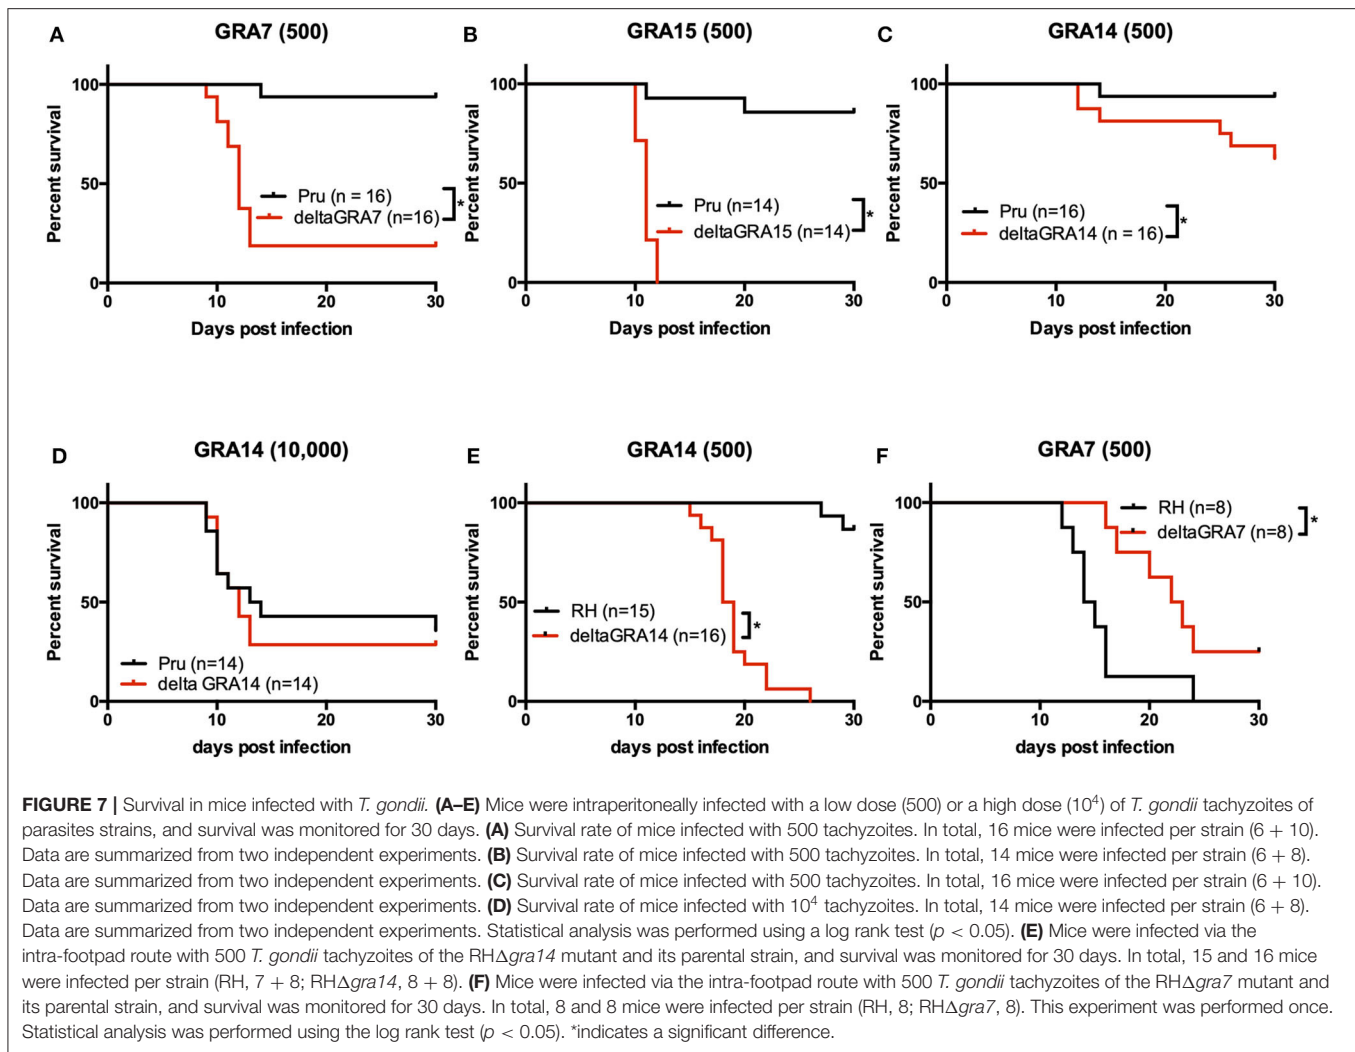 A GRA7 (500)
Percent survival
100
50
0
0 10 20 30
Days post infection
Pru (n = 16)
deltaGRA7 (n=16)
*
B GRA15 (500)
Percent survival
100
50
0
0 10 20 30
Days post infection
Pru (n=14)
deltaGRA15 (n=14)
*
C GRA14 (500)
Percent survival
100
50
0
0 10 20 30
Days post infection
Pru (n=16)
deltaGRA14 (n = 16)
*
D GRA14 (10,000)
Percent survival
100
50
0
0 10 20 30
days post infection
Pru (n=14)
delta GRA14 (n=14)
E GRA14 (500)
Percent survival
100
50
0
0 10 20 30
days post infection
RH (n=15)
deltaGRA14 (n=16)
*
F GRA7 (500)
Percent survival
100
50
0
0 10 20 30
days post infection
RH (n=8)
deltaGRA7 (n=8)
*
FIGURE 7 | Survival in mice infected with T. gondii. (A–E) Mice were intraperitoneally infected with a low dose (500) or a high dose (10⁴) of T. gondii tachyzoites of
parasites strains, and survival was monitored for 30 days. (A) Survival rate of mice infected with 500 tachyzoites. In total, 16 mice were infected per strain (6 + 10).
Data are summarized from two independent experiments. (B) Survival rate of mice infected with 500 tachyzoites. In total, 14 mice were infected per strain (6 + 8).
Data are summarized from two independent experiments. (C) Survival rate of mice infected with 500 tachyzoites. In total, 16 mice were infected per strain (6 + 10).
Data are summarized from two independent experiments. (D) Survival rate of mice infected with 10⁴ tachyzoites. In total, 14 mice were infected per strain (6 + 8).
Data are summarized from two independent experiments. Statistical analysis was performed using a log rank test (p < 0.05). (E) Mice were infected via the
intra-footpad route with 500 T. gondii tachyzoites of the RHΔgra14 mutant and its parental strain, and survival was monitored for 30 days. In total, 15 and 16 mice
were infected per strain (RH, 7 + 8; RHΔgra14, 8 + 8). (F) Mice were infected via the intra-footpad route with 500 T. gondii tachyzoites of the RHΔgra7 mutant and
its parental strain, and survival was monitored for 30 days. In total, 8 and 8 mice were infected per strain (RH, 8; RHΔgra7, 8). This experiment was performed once.
Statistical analysis was performed using the log rank test (p < 0.05). *indicates a significant difference.